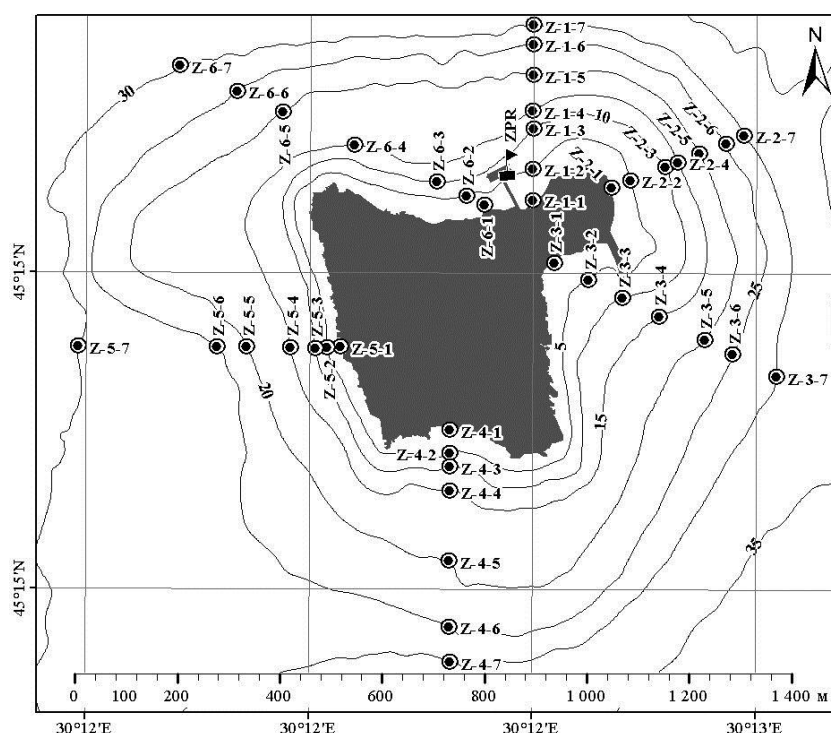 N
Z-1-7
Z-1-6
Z-1-5
Z-1-4
10
Z-1-3
Z-1-2
Z-1-1
ZPR
Z-6-7
30
Z-6-6
Z-6-5
Z-6-4
Z-6-3
Z-6-2
Z-6-1
Z-2-1
Z-2-2
Z-2-3
Z-2-4
Z-2-5
Z-2-6
Z-2-7
Z-3-1
Z-3-2
Z-3-3
Z-3-4
Z-3-5
Z-3-6
Z-3-7
25
45°15'N
Z-5-7
Z-5-6
Z-5-5
Z-5-4
Z-5-3
Z-5-2
Z-5-1
5
20
15
Z-4-1
Z-4-2
Z-4-3
Z-4-4
Z-4-5
Z-4-6
Z-4-7
35
45°15'N
0 100 200 400 600 800 1 000 1 200 1 400 м
30°12'E 30°12'E 30°12'E 30°13'E